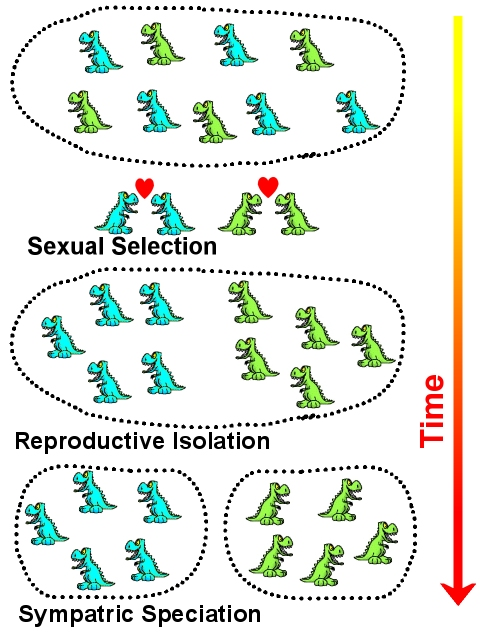 Sexual Selection
Reproductive Isolation
Time
Sympatric Speciation